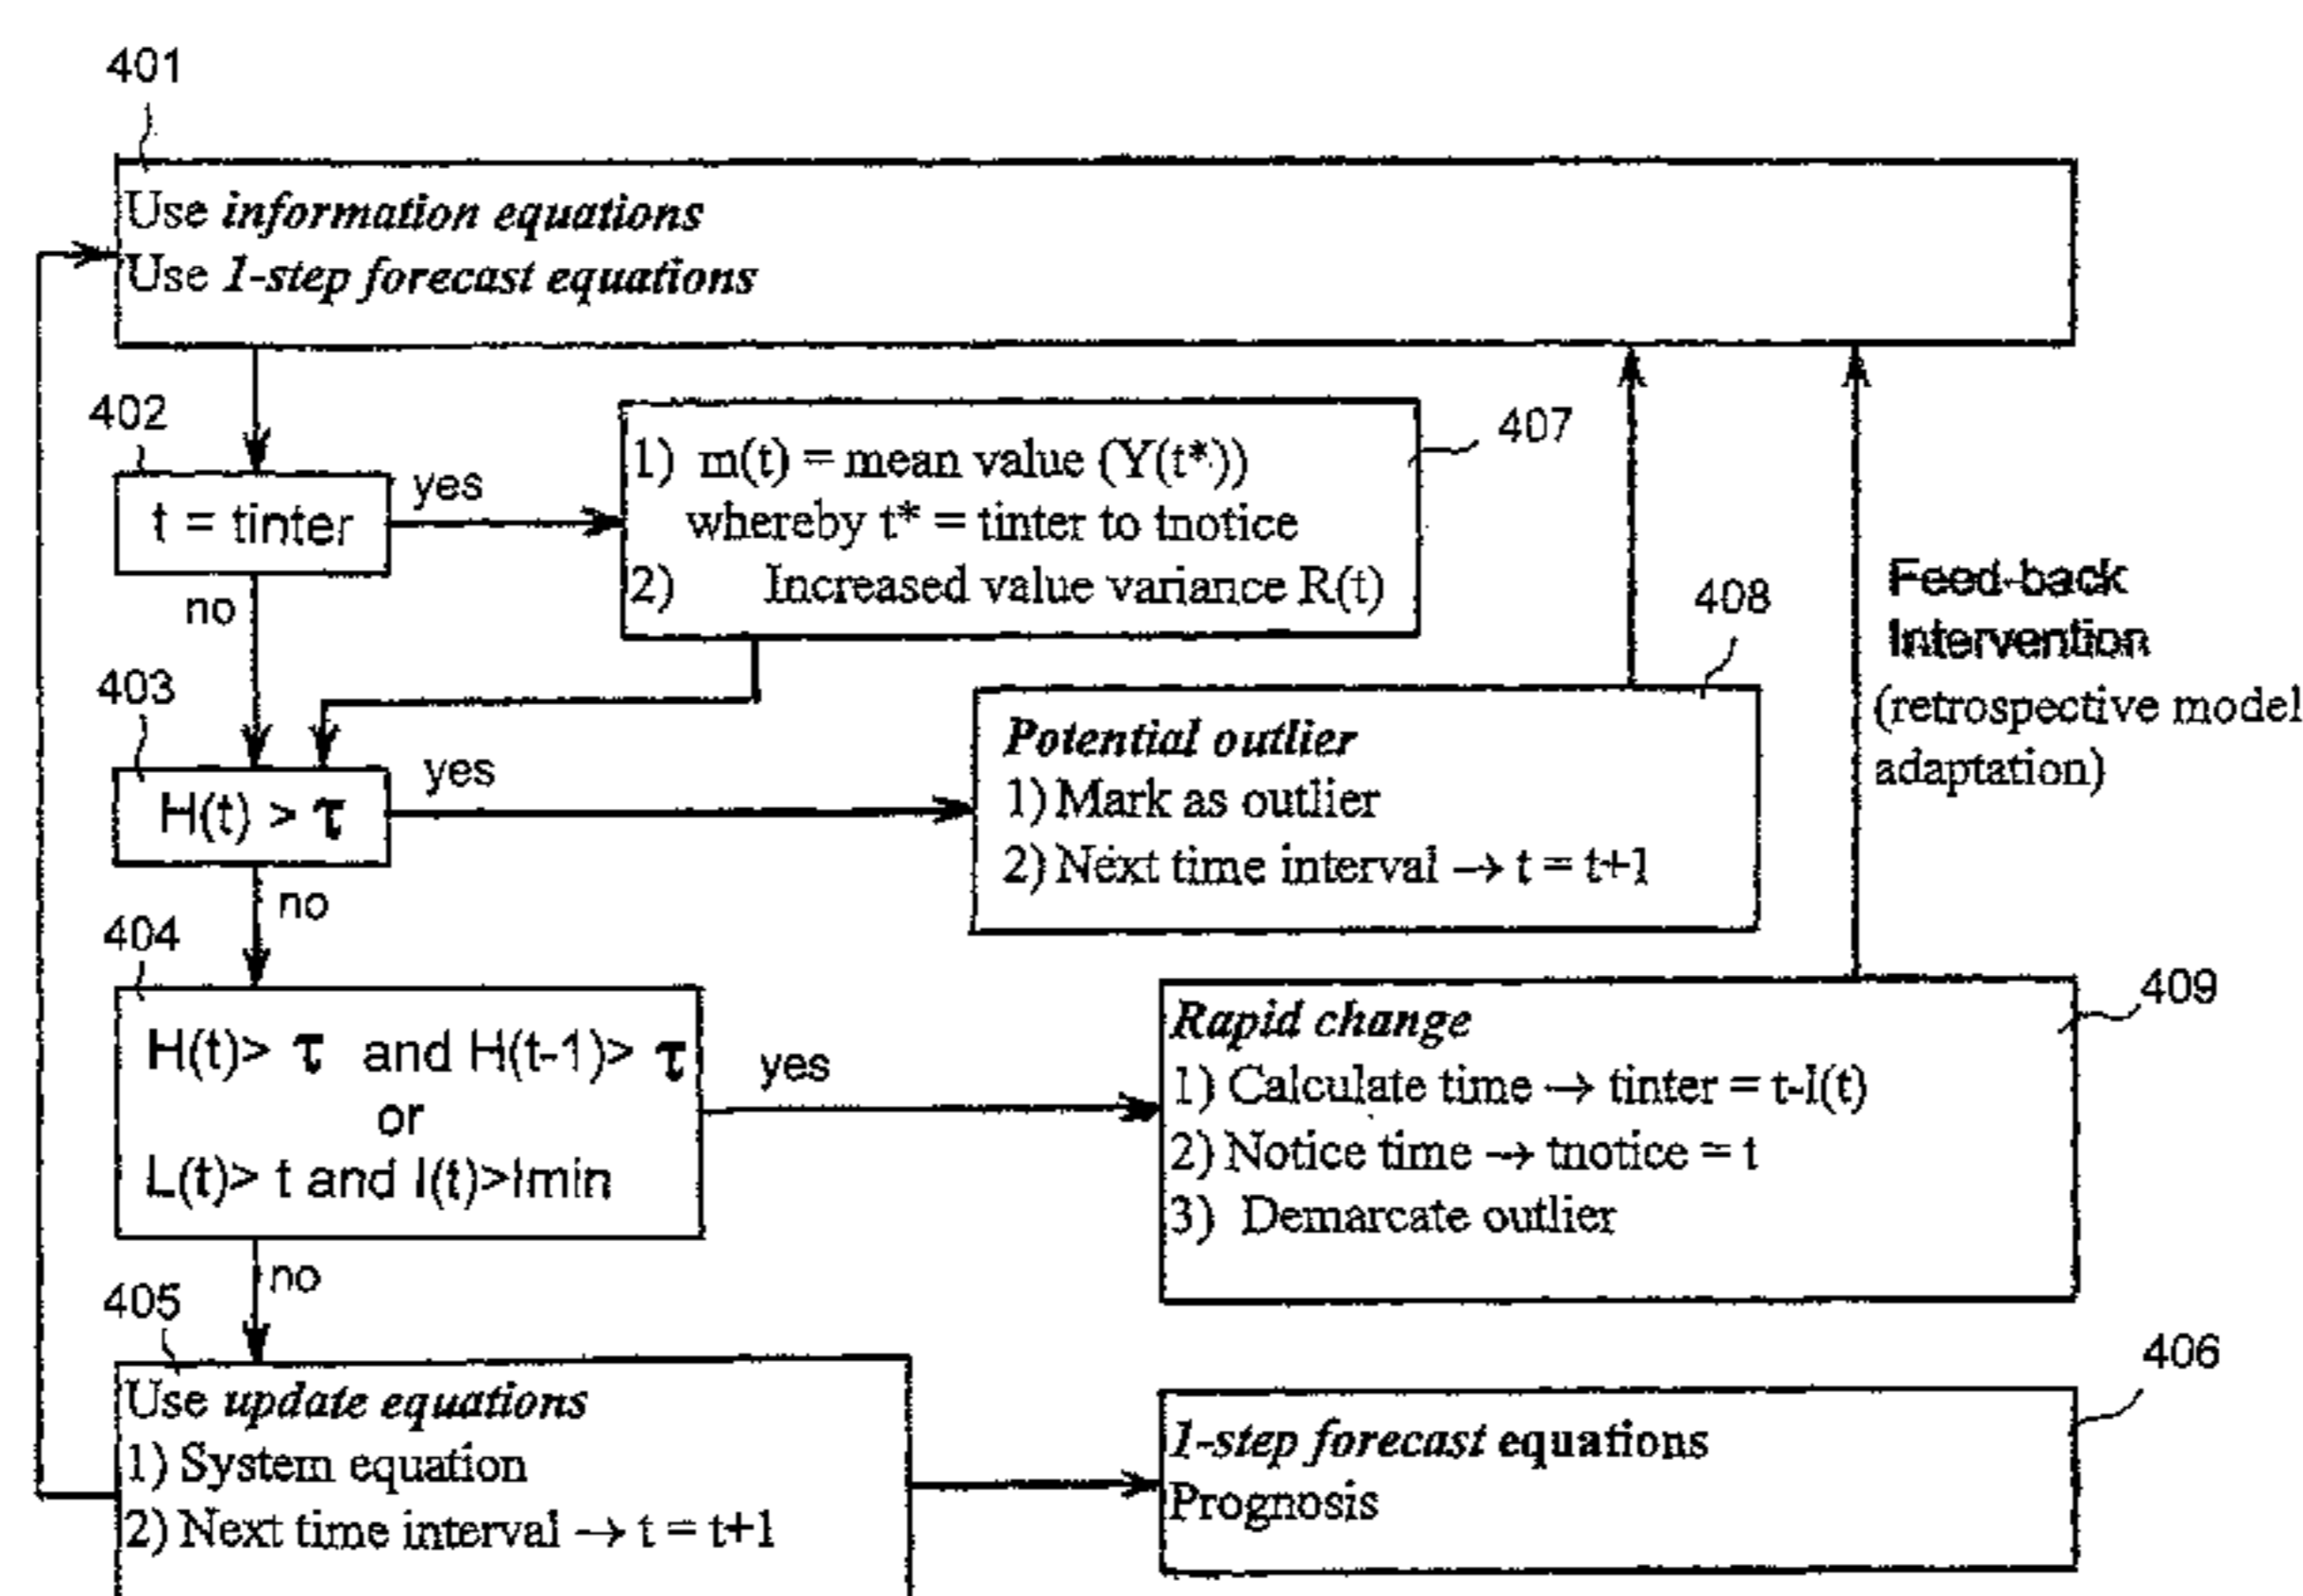 401
Use information equations
Use 1-step forecast equations
402
t = tinter
yes
no
1) m(t) = mean value (Y(t*))
whereby t* = tinter to tnotice
2) Increased value variance R(t)
407
403
H(t) > τ
yes
no
408
Potential outlier
1) Mark as outlier
2) Next time interval → t = t+1
Feed-back
Intervention
(retrospective model
adaptation)
404
H(t)> τ and H(t-1)> τ
or
L(t)> t and l(t)>lmin
yes
no
409
Rapid change
1) Calculate time → tinter = t-l(t)
2) Notice time → tnotice = t
3) Demarcate outlier
405
Use update equations
1) System equation
2) Next time interval → t = t+1
406
1-step forecast equations
Prognosis